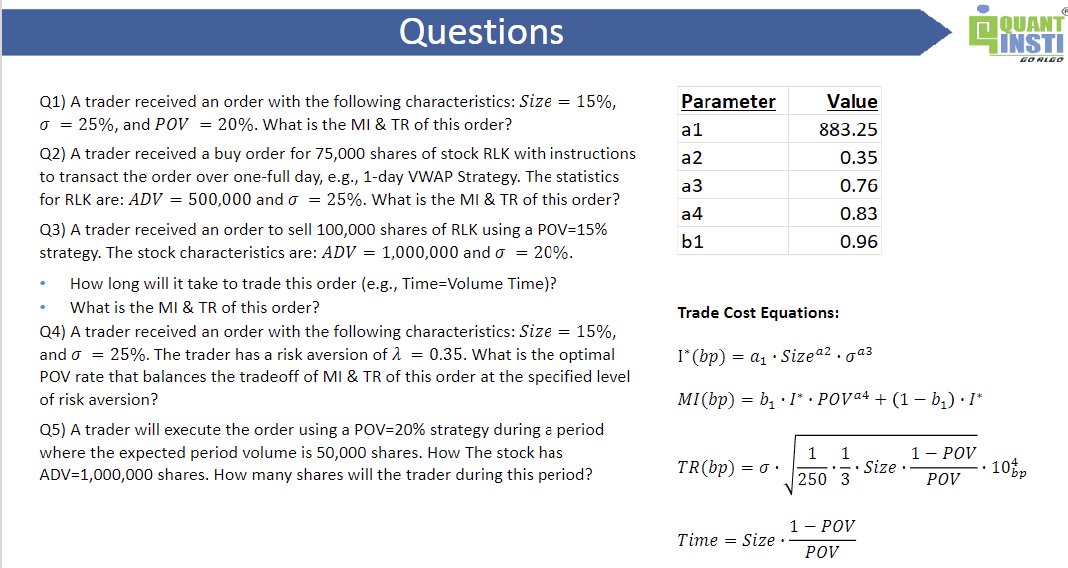 Questions
QUANT
INSTI
GO ALGO
®
Q1) A trader received an order with the following characteristics: Size = 15%,
σ = 25%, and POV = 20%. What is the MI & TR of this order?
Q2) A trader received a buy order for 75,000 shares of stock RLK with instructions
to transact the order over one-full day, e.g., 1-day VWAP Strategy. The statistics
for RLK are: ADV = 500,000 and σ = 25%. What is the MI & TR of this order?
Q3) A trader received an order to sell 100,000 shares of RLK using a POV=15%
strategy. The stock characteristics are: ADV = 1,000,000 and σ = 20%.
• How long will it take to trade this order (e.g., Time=Volume Time)?
• What is the MI & TR of this order?
Q4) A trader received an order with the following characteristics: Size = 15%,
and σ = 25%. The trader has a risk aversion of λ = 0.35. What is the optimal
POV rate that balances the tradeoff of MI & TR of this order at the specified level
of risk aversion?
Q5) A trader will execute the order using a POV=20% strategy during a period
where the expected period volume is 50,000 shares. How The stock has
ADV=1,000,000 shares. How many shares will the trader during this period?
Parameter Value
a1 883.25
a2 0.35
a3 0.76
a4 0.83
b1 0.96
Trade Cost Equations:
I*(bp) = a₁ · Size^a2 · σ^a3
MI(bp) = b₁ · I* · POV^a4 + (1 − b₁) · I*
TR(bp) = σ · √(1/250 · 1/3 · Size · (1 − POV)/POV) · 10⁴bp
Time = Size · (1 − POV)/POV